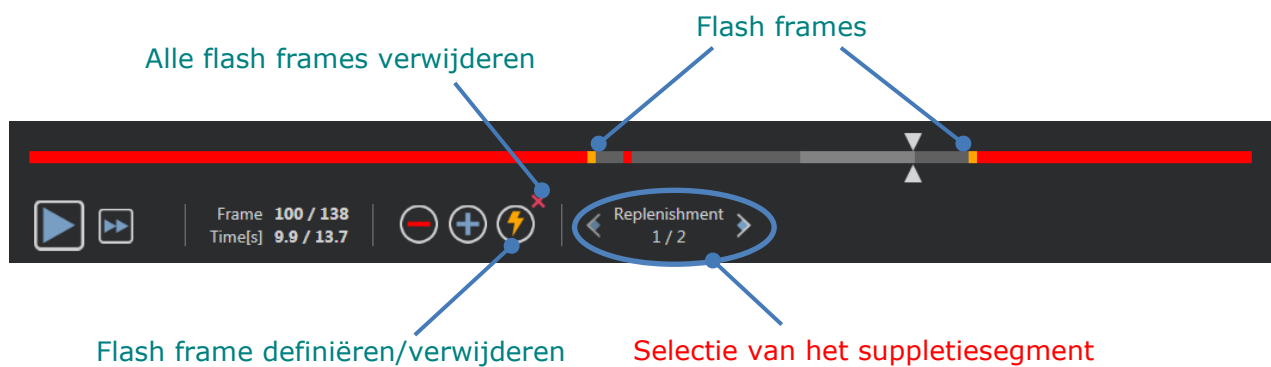 Flash frames
Alle flash frames verwijderen
Frame 100 / 138
Time[s] 9.9 / 13.7
Replenishment
1 / 2
Flash frame definiëren/verwijderen
Selectie van het suppletiesegment